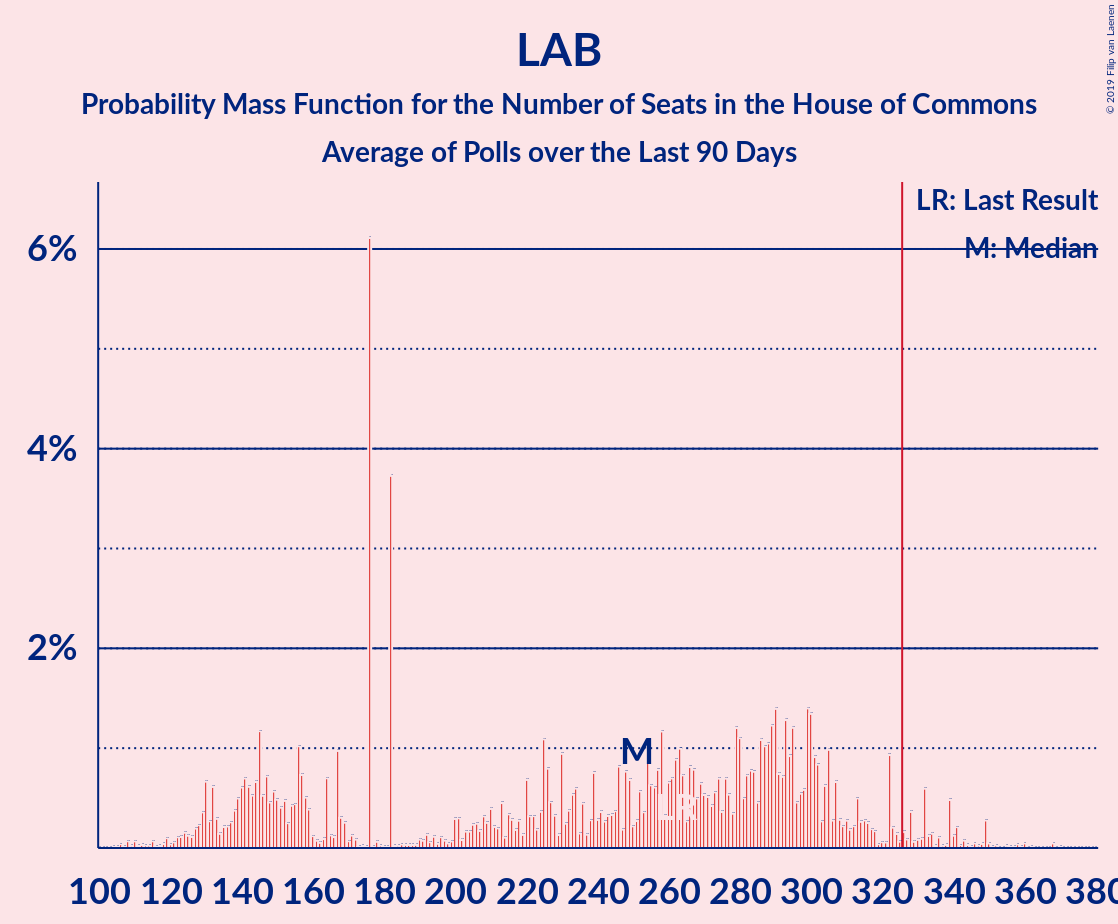 LAB
Probability Mass Function for the Number of Seats in the House of Commons
Average of Polls over the Last 90 Days
© 2019 Filip van Laenen
LR: Last Result
M: Median
6%
4%
2%
M
LR
100 120 140 160 180 200 220 240 260 280 300 320 340 360 380